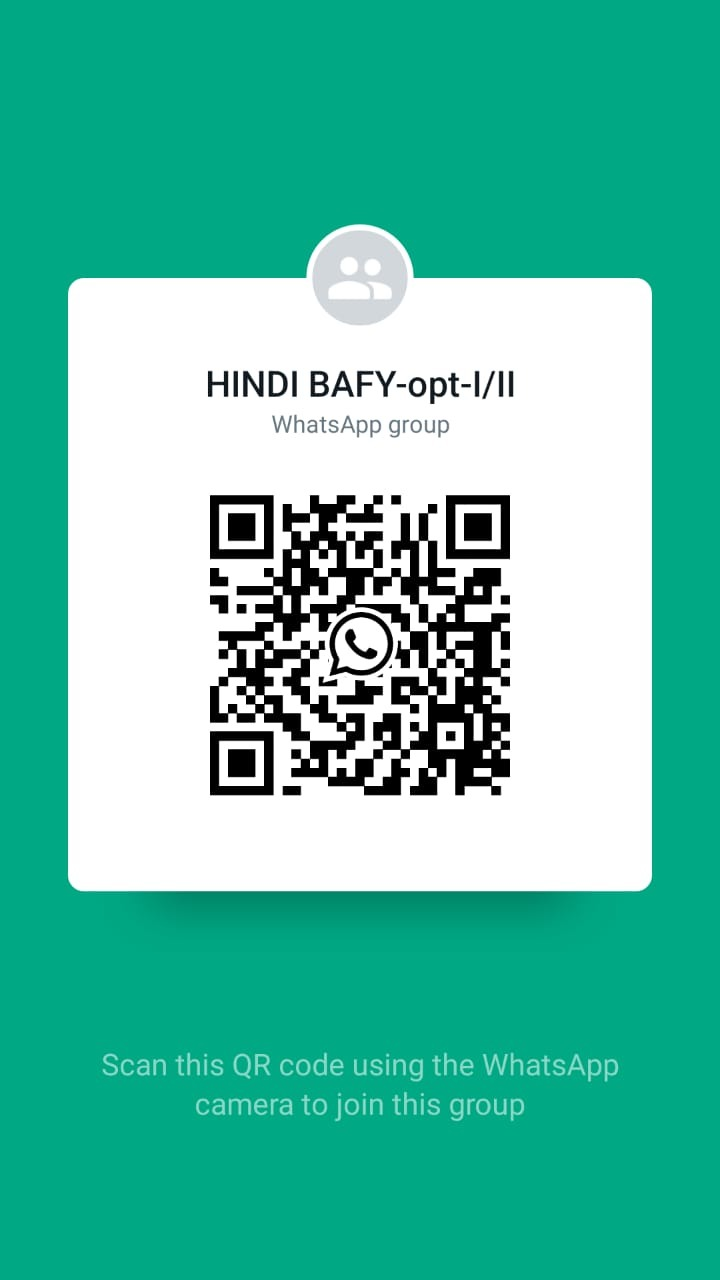 HINDI BAFY-opt-I/II
WhatsApp group
Scan this QR code using the WhatsApp
camera to join this group